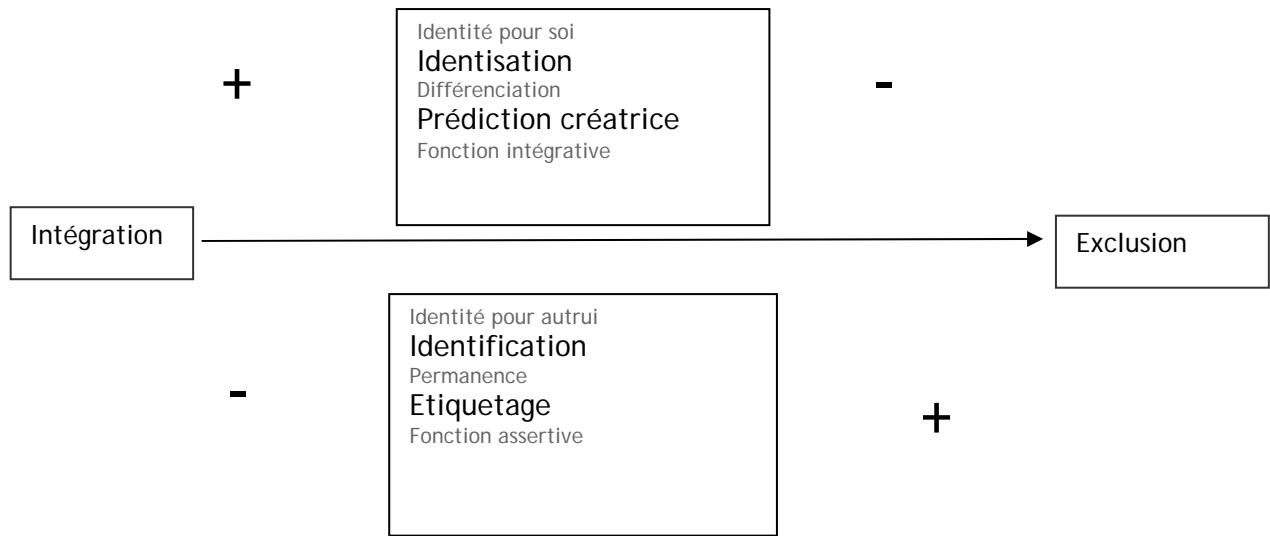 Identité pour soi
Identisation
+
Différenciation
-
Prédiction créatrice
Fonction intégrative
Intégration
Exclusion
Identité pour autrui
Identification
Permanence
-
Etiquetage
+
Fonction assertive